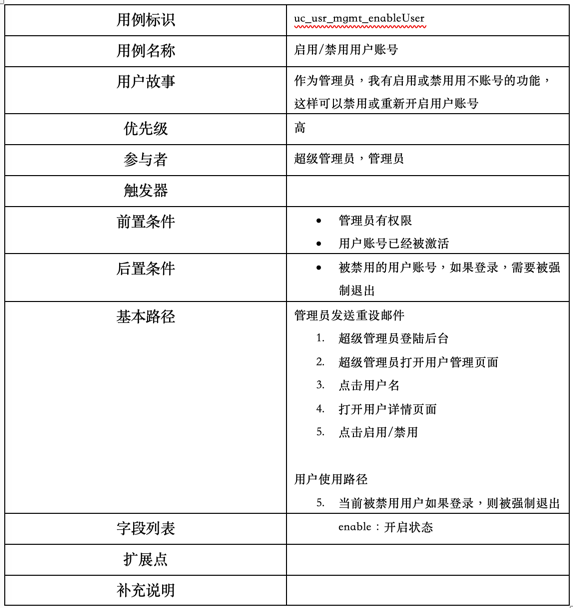 用例标识 uc_usr_mgmt_enableUser
用例名称 启用/禁用用户账号
用户故事 作为管理员，我有启用或禁用用不账号的功能，
这样可以禁用或重新开启用户账号
优先级 高
参与者 超级管理员，管理员
触发器
前置条件 • 管理员有权限
• 用户账号已经被激活
后置条件 • 被禁用的用户账号，如果登录，需要被强
制退出
基本路径 管理员发送重设邮件
1. 超级管理员登陆后台
2. 超级管理员打开用户管理页面
3. 点击用户名
4. 打开用户详情页面
5. 点击启用/禁用
用户使用路径
5. 当前被禁用用户如果登录，则被强制退出
字段列表 enable：开启状态
扩展点
补充说明